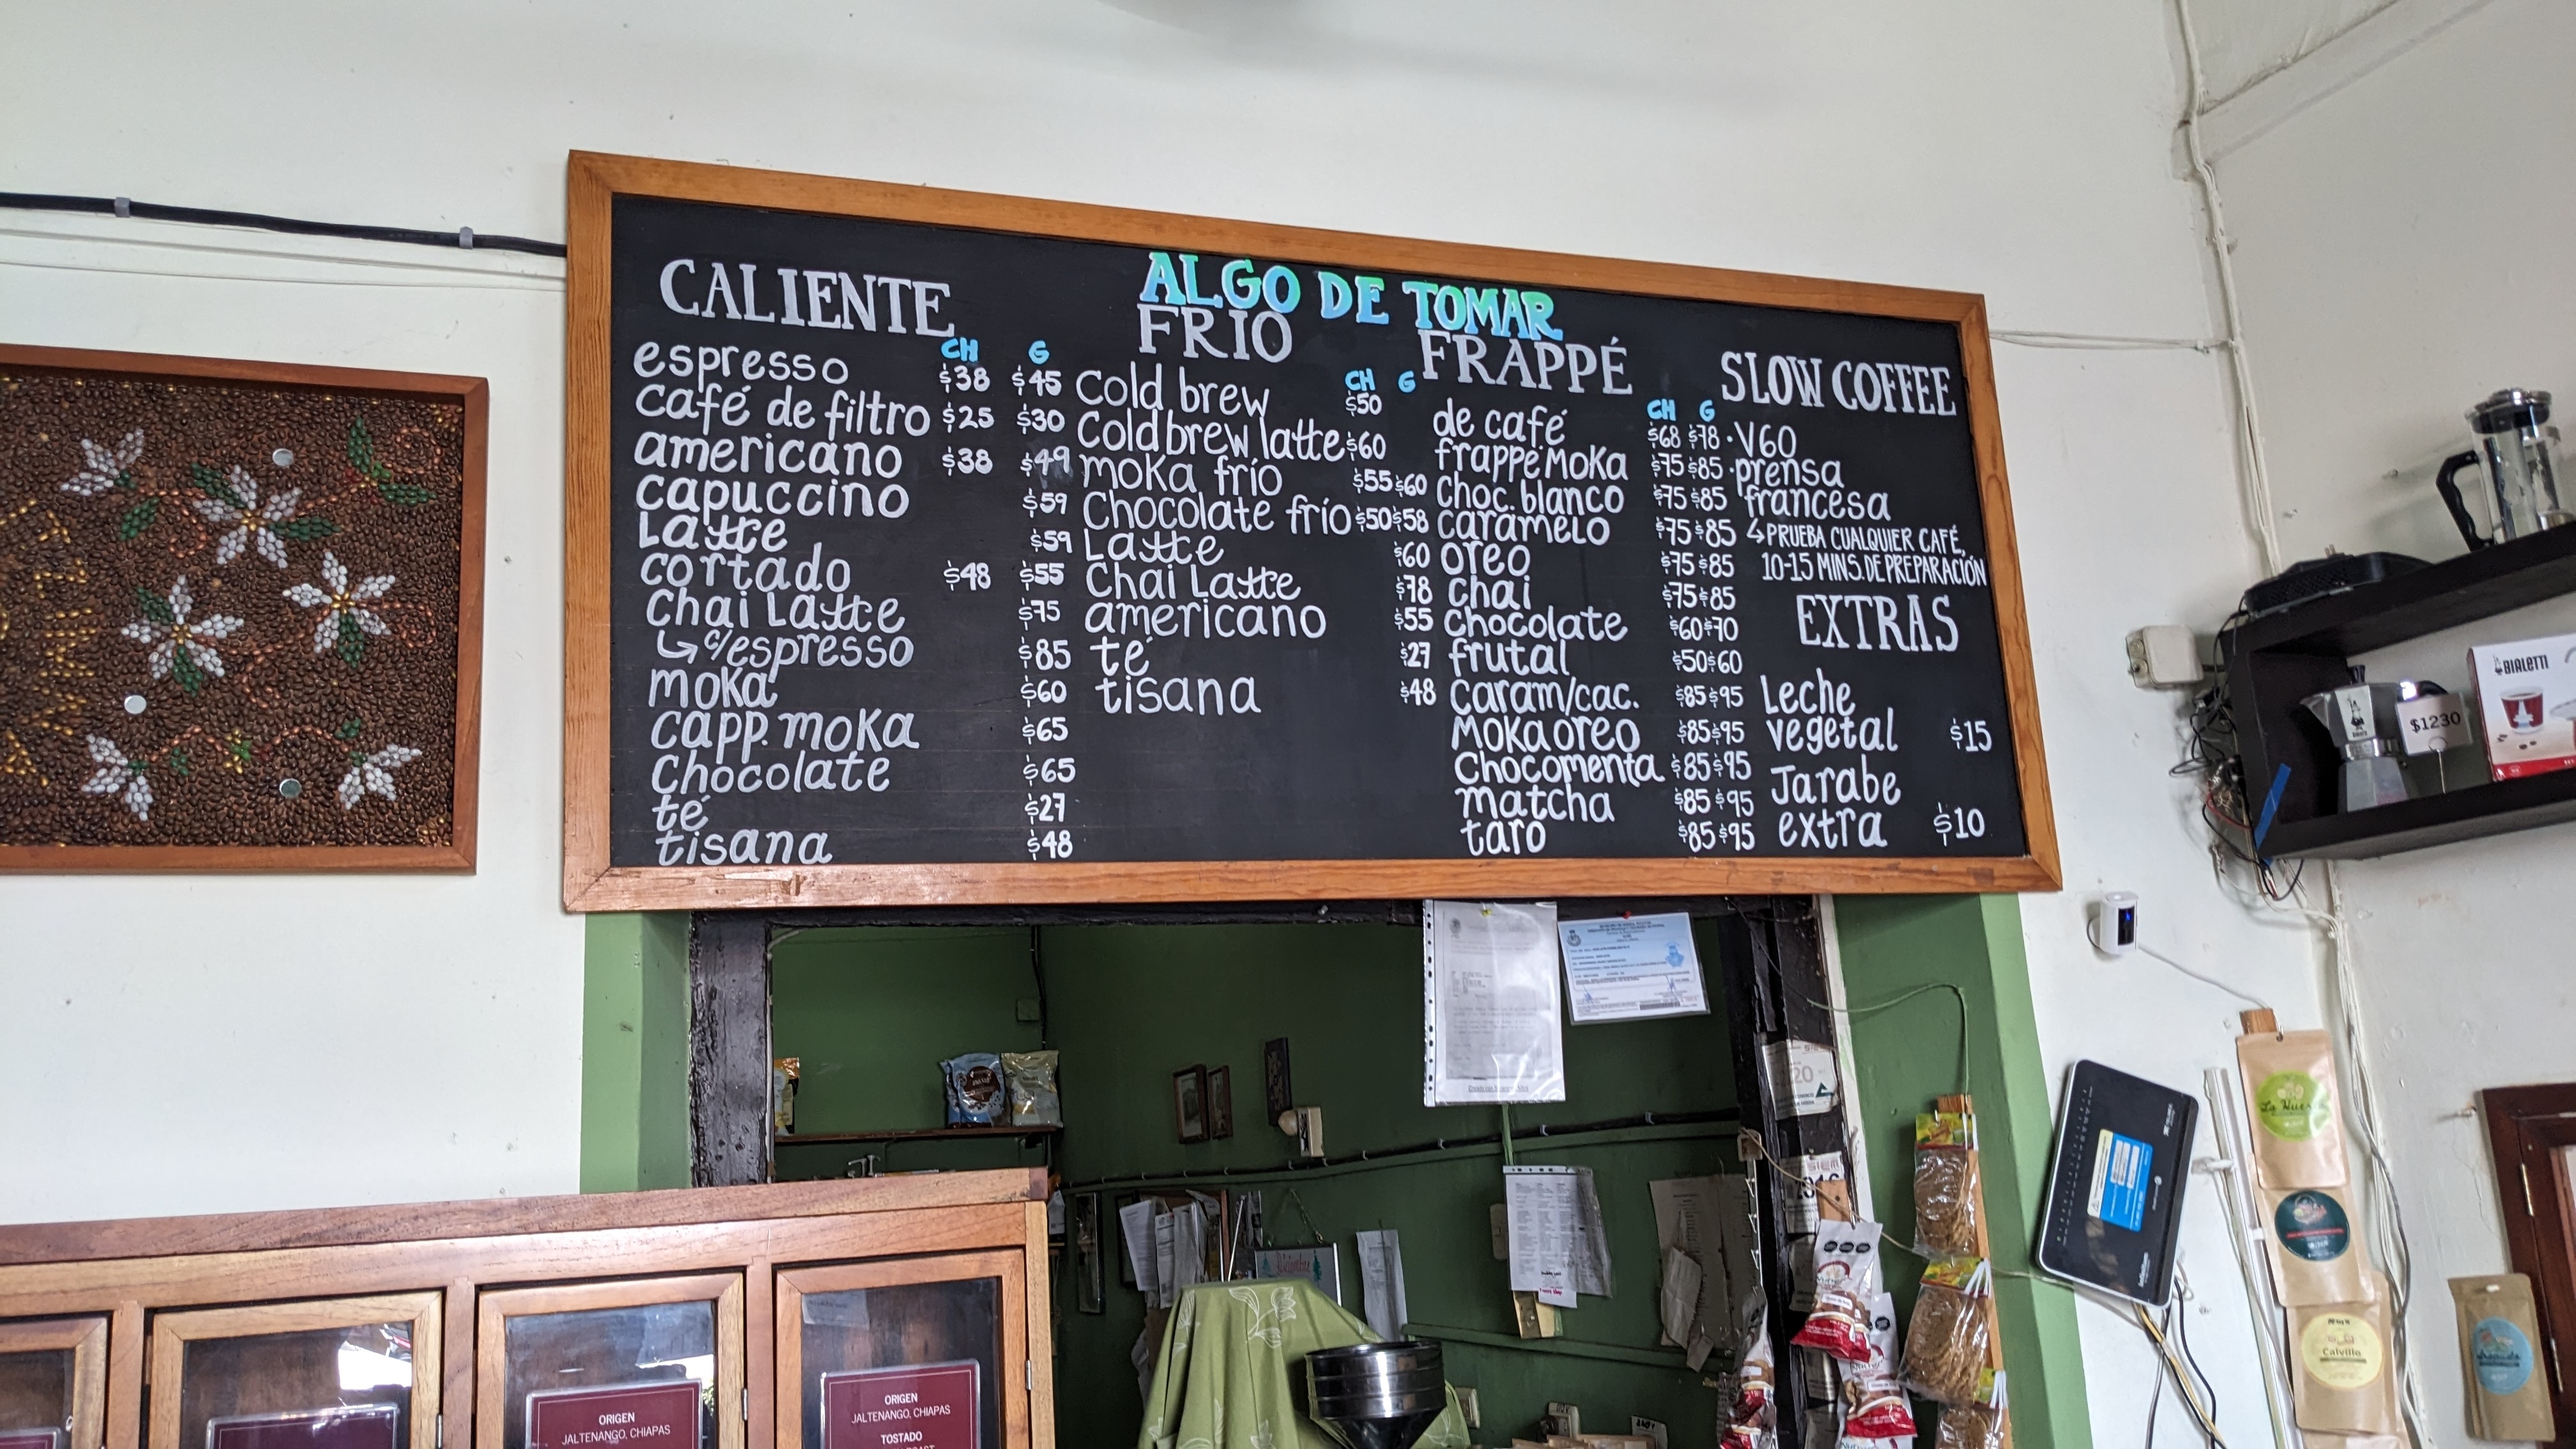 ALGO DE TOMAR
CALIENTE
CH G
espresso $38 $45
café de filtro $25 $30
americano $38 $49
capuccino $59
Latte $59
cortado $48 $55
Chai Latte $75
↳ c/espresso $85
moka $60
capp. moka $65
Chocolate $65
té $27
tisana $48
FRIO
CH G
Cold brew $50
Cold brew latte $60
moka frío $55 $60
Chocolate frío $50 $58
Latte $60
Chai Latte $78
americano $55
té $27
tisana $48
FRAPPÉ
CH G
de café $68 $78
frappe Moka $75 $85
choc. blanco $75 $85
caramelo $75 $85
oreo $75 $85
chai $75 $85
chocolate $60 $70
frutal $50 $60
caram/cac. $85 $95
Moka oreo $85 $95
Chocomenta $85 $95
matcha $85 $95
taro $85 $95
SLOW COFFEE
· V60
· prensa
francesa
↳ PRUEBA CUALQUIER CAFÉ,
10-15 MINS. DE PREPARACIÓN
EXTRAS
Leche
vegetal $15
Jarabe
extra $10
BIALETTI
$1230
Calvillo
ORIGEN
JALTENANGO, CHIAPAS
ORIGEN
JALTENANGO, CHIAPAS
TOSTADO